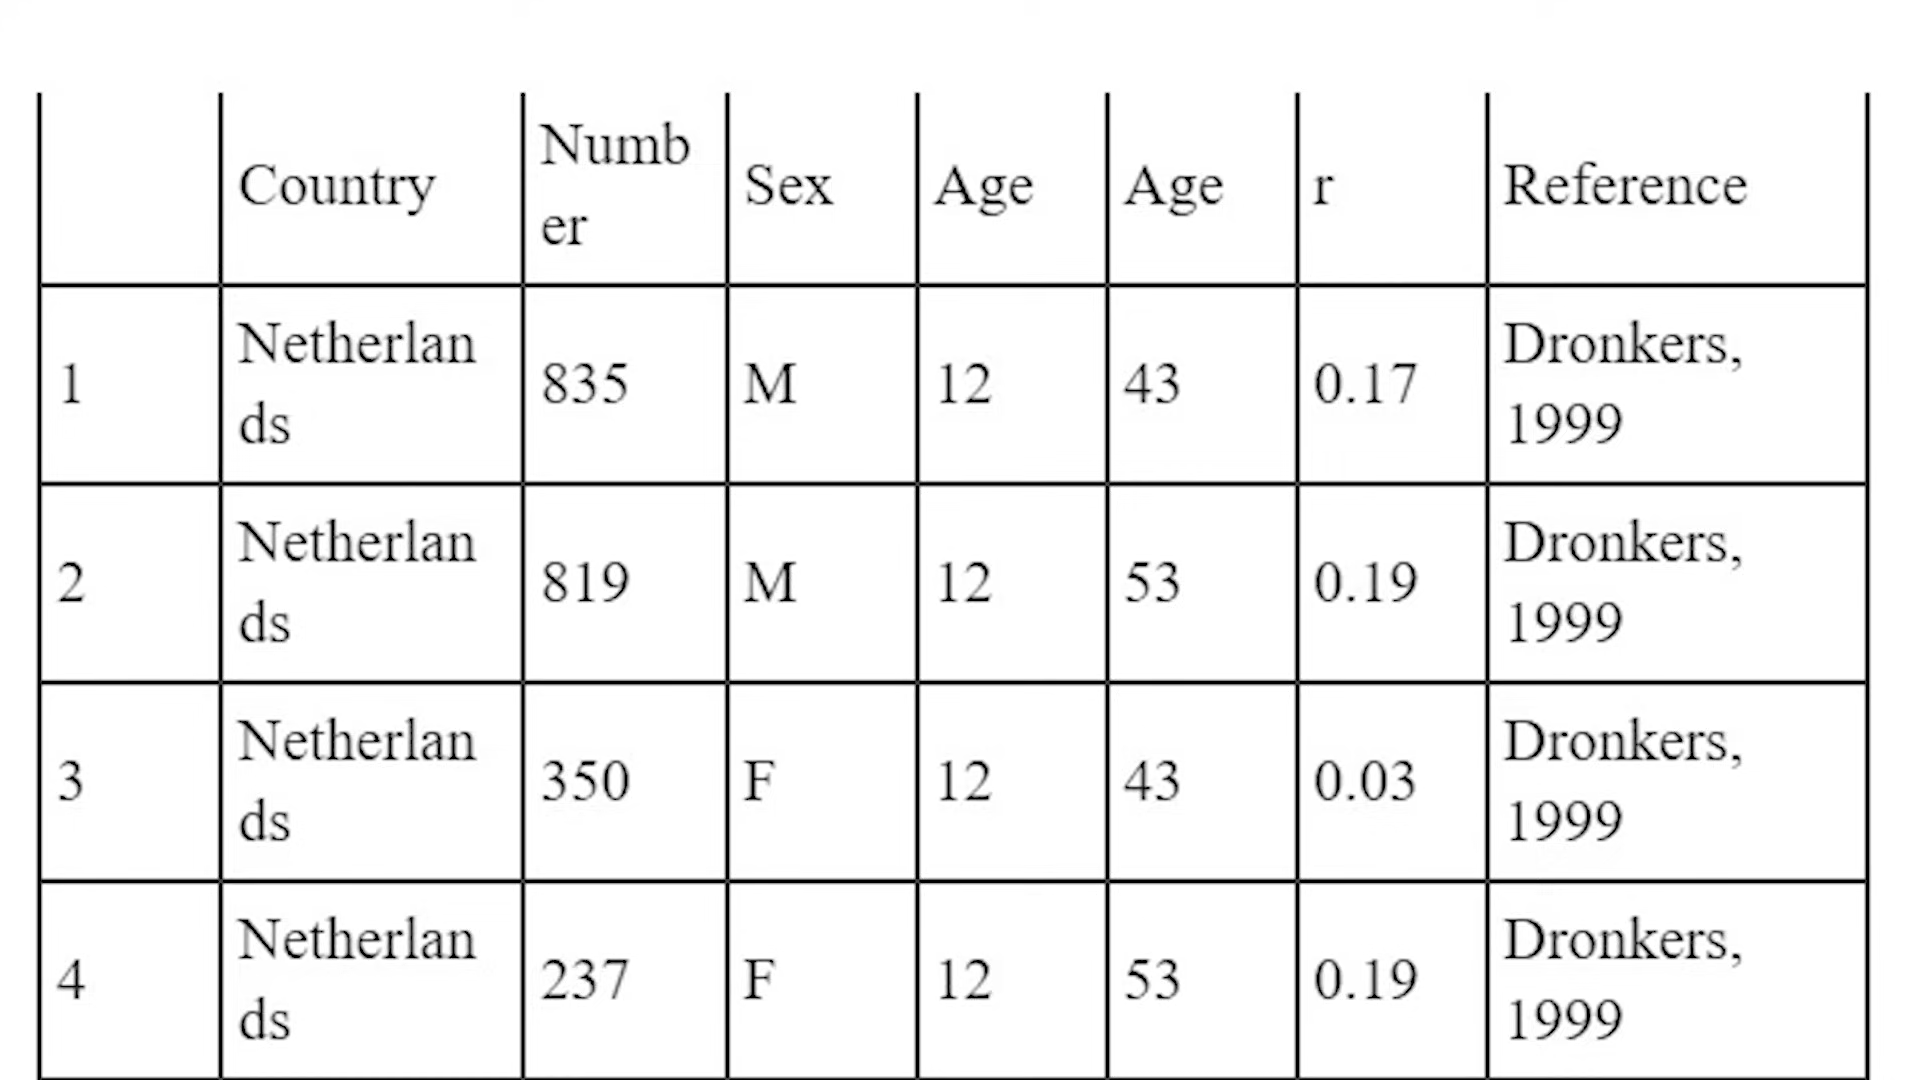 Country Numb
er Sex Age Age r Reference
1 Netherlan
ds 835 M 12 43 0.17 Dronkers,
1999
2 Netherlan
ds 819 M 12 53 0.19 Dronkers,
1999
3 Netherlan
ds 350 F 12 43 0.03 Dronkers,
1999
4 Netherlan
ds 237 F 12 53 0.19 Dronkers,
1999